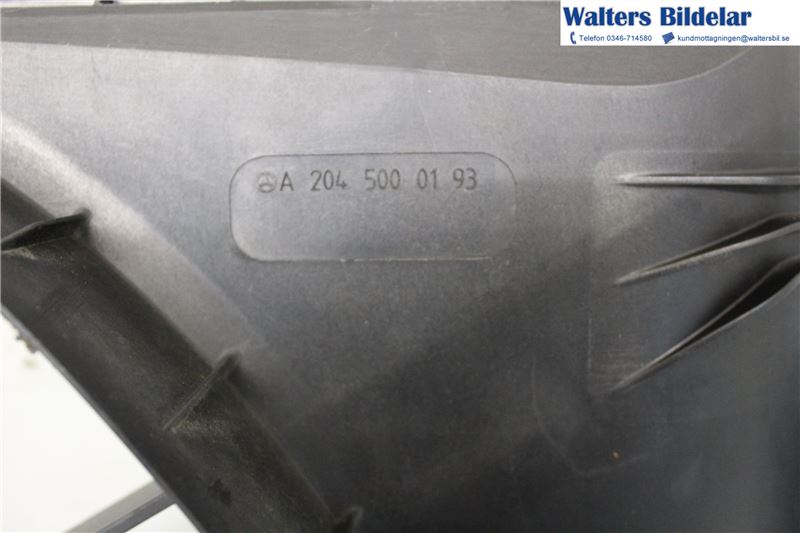 Walters Bildelar
Telefon 0346-714580 kundmottagningen@waltersbil.se
A 204 500 01 93